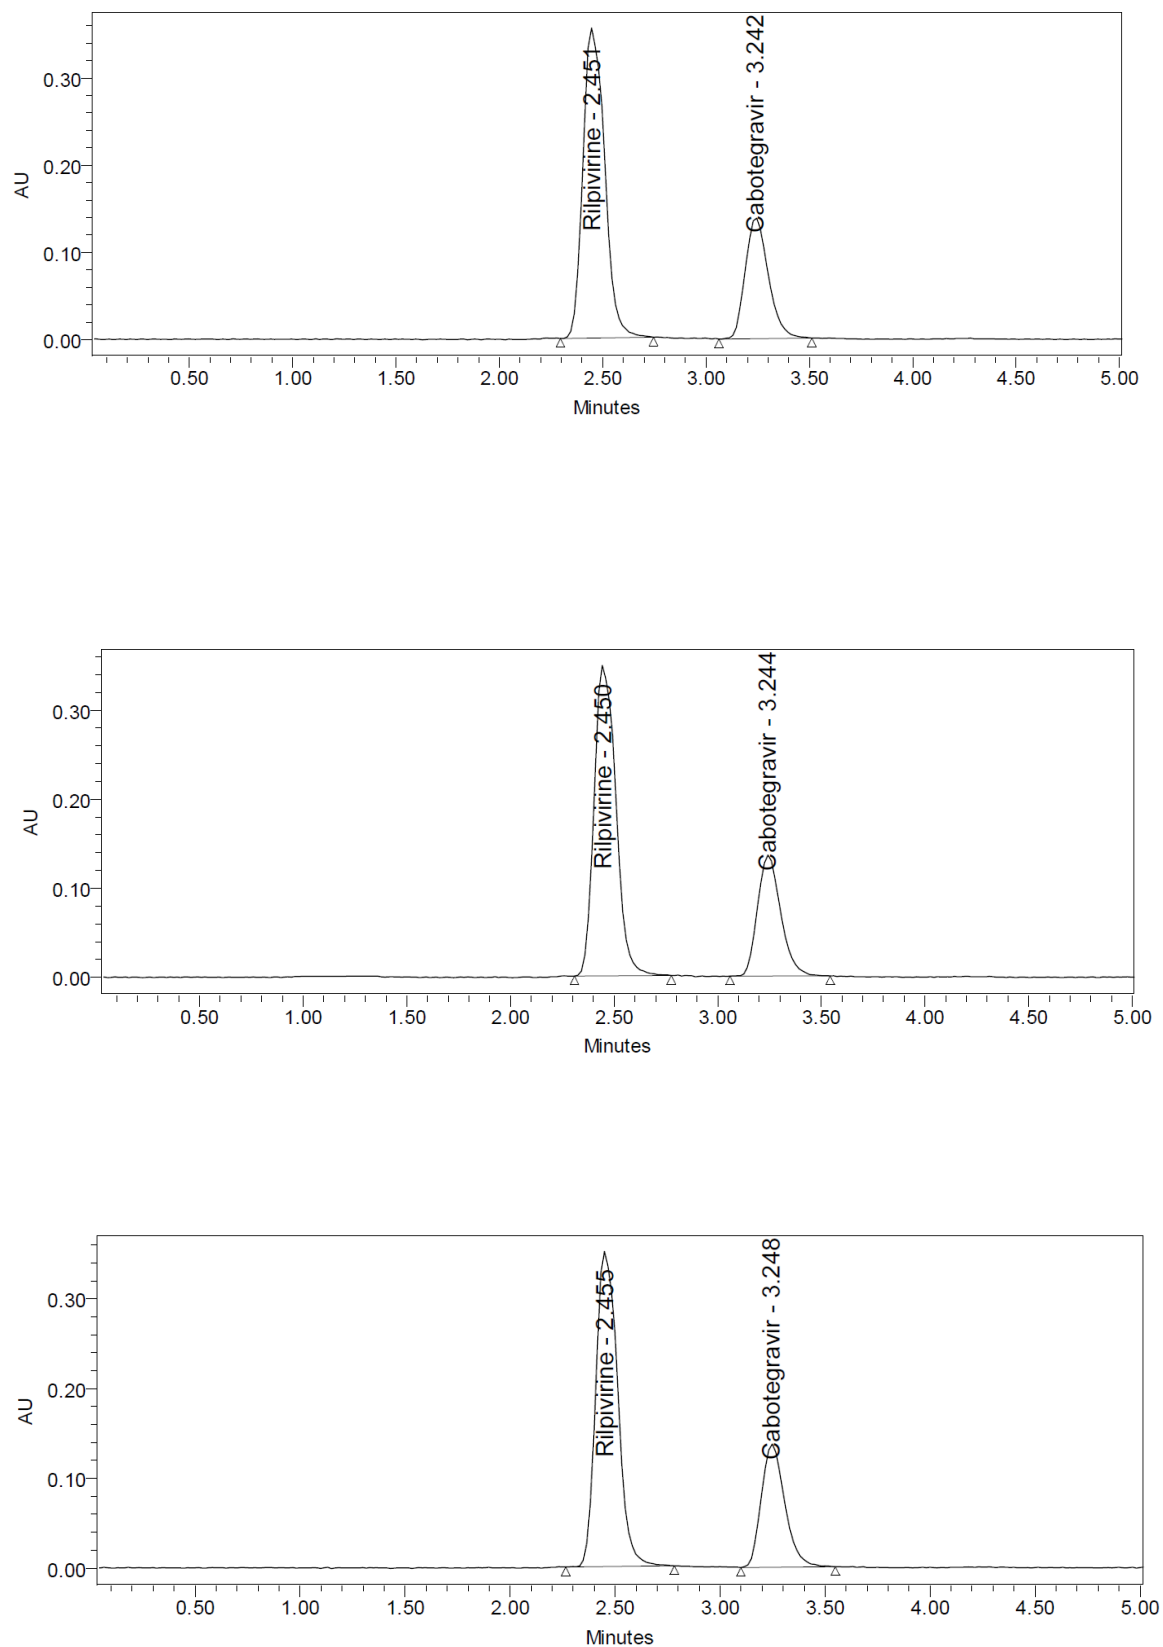 AU
0.30
0.20
0.10
0.00
Rilpivirine - 2.451
Cabotegravir - 3.242
0.50 1.00 1.50 2.00 2.50 3.00 3.50 4.00 4.50 5.00
Minutes
AU
0.30
0.20
0.10
0.00
Rilpivirine - 2.450
Cabotegravir - 3.244
0.50 1.00 1.50 2.00 2.50 3.00 3.50 4.00 4.50 5.00
Minutes
AU
0.30
0.20
0.10
0.00
Rilpivirine - 2.455
Cabotegravir - 3.248
0.50 1.00 1.50 2.00 2.50 3.00 3.50 4.00 4.50 5.00
Minutes